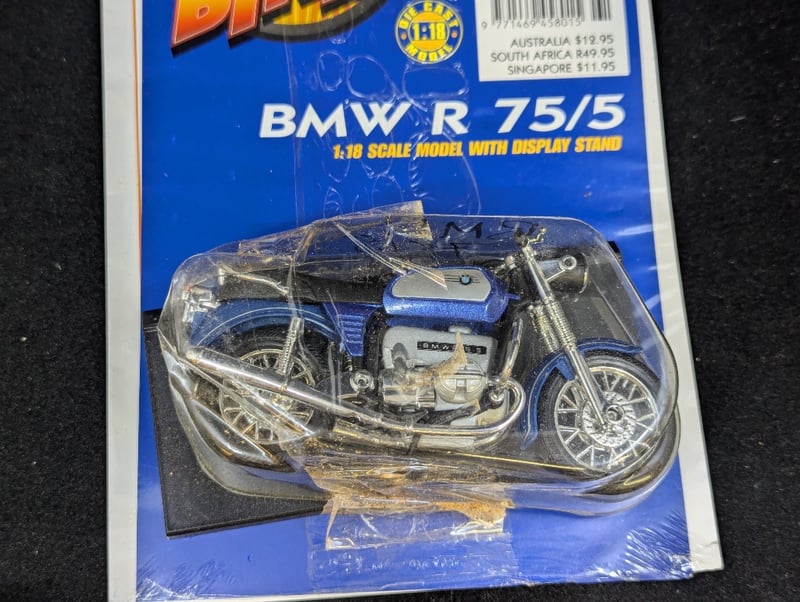 DIE CAST
1:18
MODEL
9 771469 458015
AUSTRALIA $12.95
SOUTH AFRICA R49.95
SINGAPORE $11.95
BMW R 75/5
1:18 SCALE MODEL WITH DISPLAY STAND